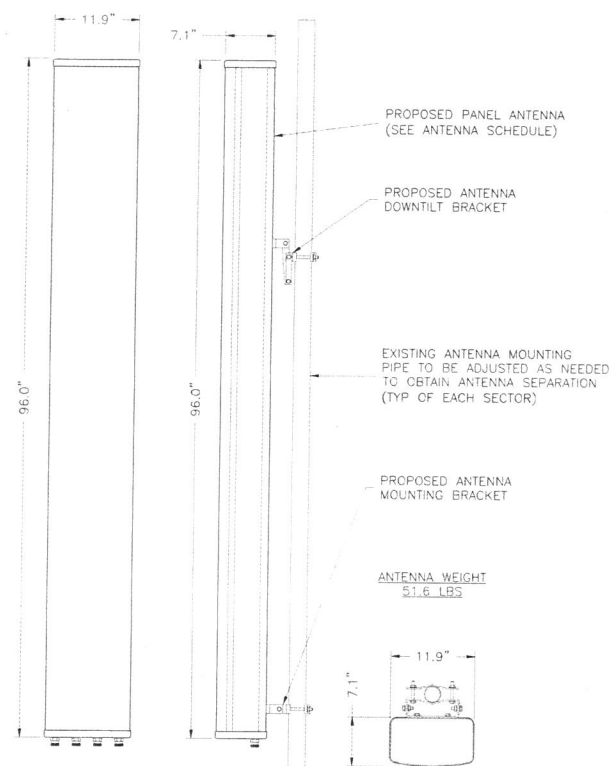 11.9"
7.1"
PROPOSED PANEL ANTENNA
(SEE ANTENNA SCHEDULE)
PROPOSED ANTENNA
DOWNTILT BRACKET
96.0"
96.0"
EXISTING ANTENNA MOUNTING
PIPE TO BE ADJUSTED AS NEEDED
TO OBTAIN ANTENNA SEPARATION
(TYP OF EACH SECTOR)
PROPOSED ANTENNA
MOUNTING BRACKET
ANTENNA WEIGHT
51.6 LBS
11.9"
7.1"